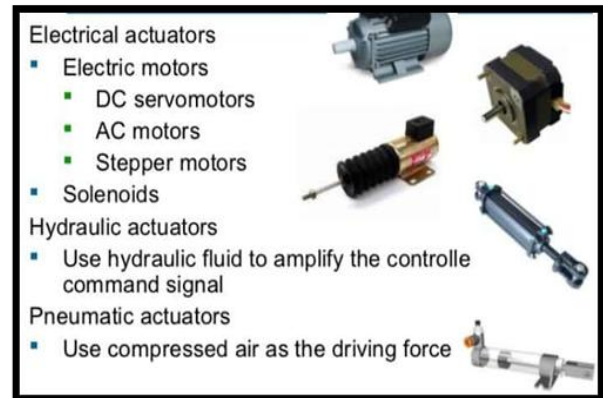 Electrical actuators
▪ Electric motors
▪ DC servomotors
▪ AC motors
▪ Stepper motors
▪ Solenoids
Hydraulic actuators
▪ Use hydraulic fluid to amplify the controlle
command signal
Pneumatic actuators
▪ Use compressed air as the driving force